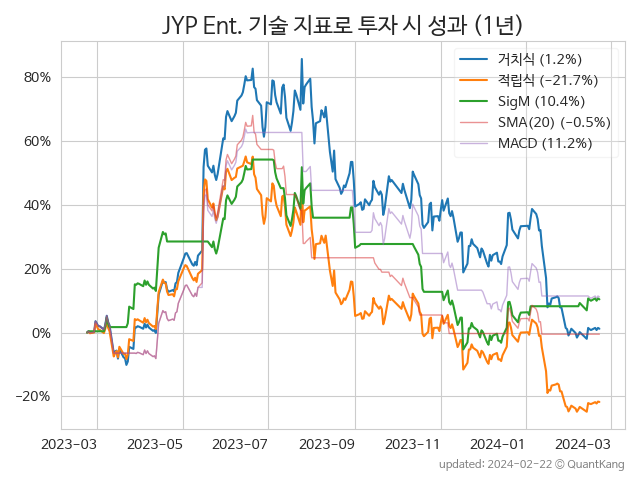 JYP Ent. 기술 지표로 투자 시 성과 (1년)
거치식 (1.2%)
적립식 (-21.7%)
SigM (10.4%)
SMA(20) (-0.5%)
MACD (11.2%)
80%
60%
40%
20%
0%
-20%
2023-03 2023-05 2023-07 2023-09 2023-11 2024-01 2024-03
updated: 2024-02-22 © QuantKang